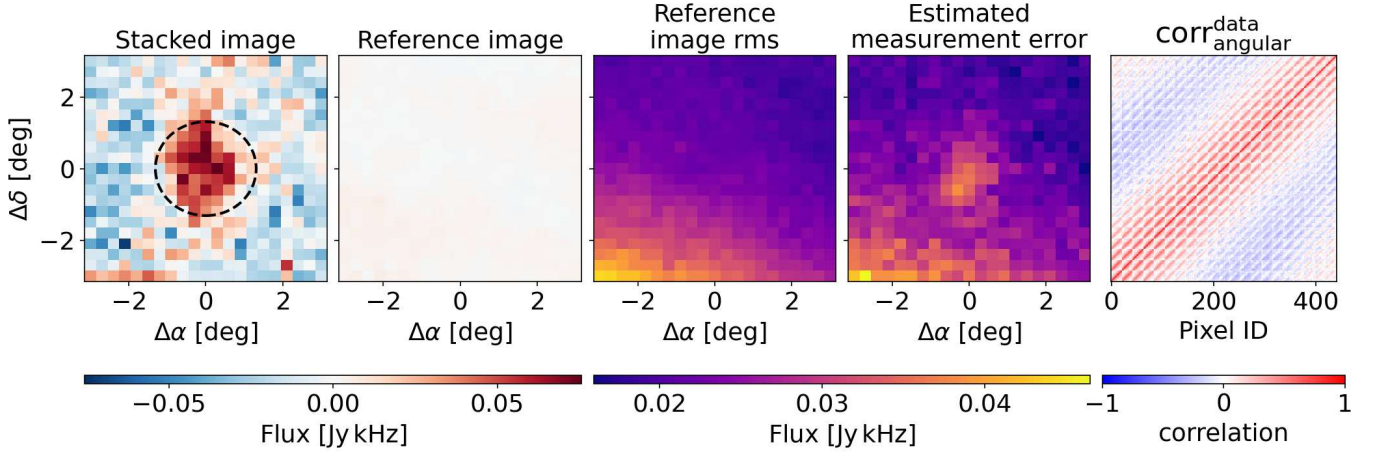 Stacked image
Reference image
Reference
image rms
Estimated
measurement error
corr^data_angular
Δδ [deg]
2
0
−2
−2 0 2
−2 0 2
−2 0 2
−2 0 2
0 200 400
Δα [deg]
Δα [deg]
Δα [deg]
Δα [deg]
Pixel ID
−0.05 0.00 0.05
0.02 0.03 0.04
−1 0 1
Flux [Jy kHz]
Flux [Jy kHz]
correlation